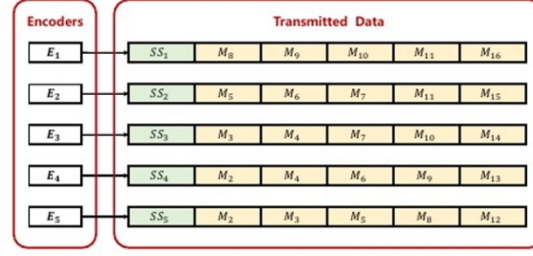 Encoders Transmitted Data
E₁ SS₁ M₈ M₉ M₁₀ M₁₁ M₁₆
E₂ SS₂ M₅ M₆ M₇ M₁₁ M₁₅
E₃ SS₃ M₃ M₄ M₇ M₁₀ M₁₄
E₄ SS₄ M₂ M₄ M₆ M₉ M₁₃
E₅ SS₅ M₂ M₃ M₅ M₈ M₁₂